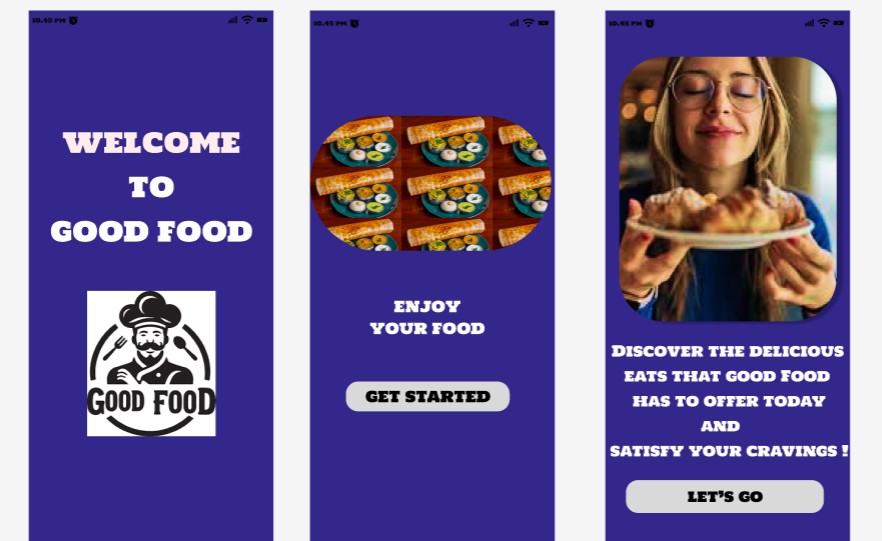 10.45 PM
WELCOME
TO
GOOD FOOD
GOOD FOOD
10.45 PM
ENJOY
YOUR FOOD
GET STARTED
10.45 PM
DISCOVER THE DELICIOUS
EATS THAT GOOD FOOD
HAS TO OFFER TODAY
AND
SATISFY YOUR CRAVINGS !
LET'S GO